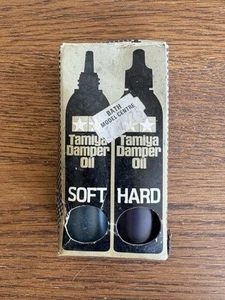 BATH
MODEL CENTRE
Tamiya Tamiya
Damper Damper
Oil Oil
SOFT HARD